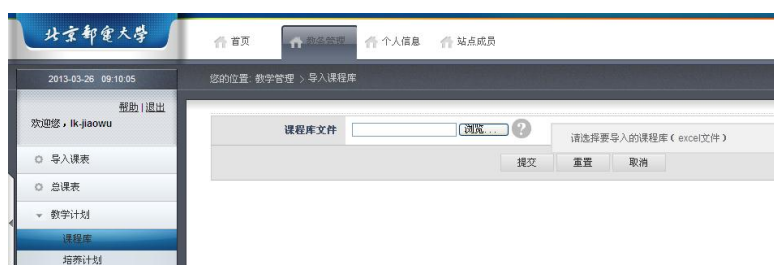 北京邮电大学
首页 教务管理 个人信息 站点成员
2013-03-26 09:10:05
您的位置: 教学管理 > 导入课程库
帮助 | 退出
欢迎您，lk-jiaowu
课程库文件 浏览... ? 请选择要导入的课程库 ( excel文件 )
提交 重置 取消
导入课表
总课表
教学计划
课程库
培养计划